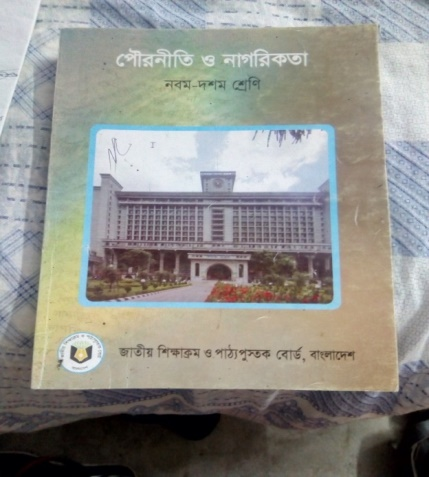 পৌরনীতি ও নাগরিকতা
নবম-দশম শ্রেণি
জাতীয় শিক্ষাক্রম ও পাঠ্যপুস্তক বোর্ড, বাংলাদেশ